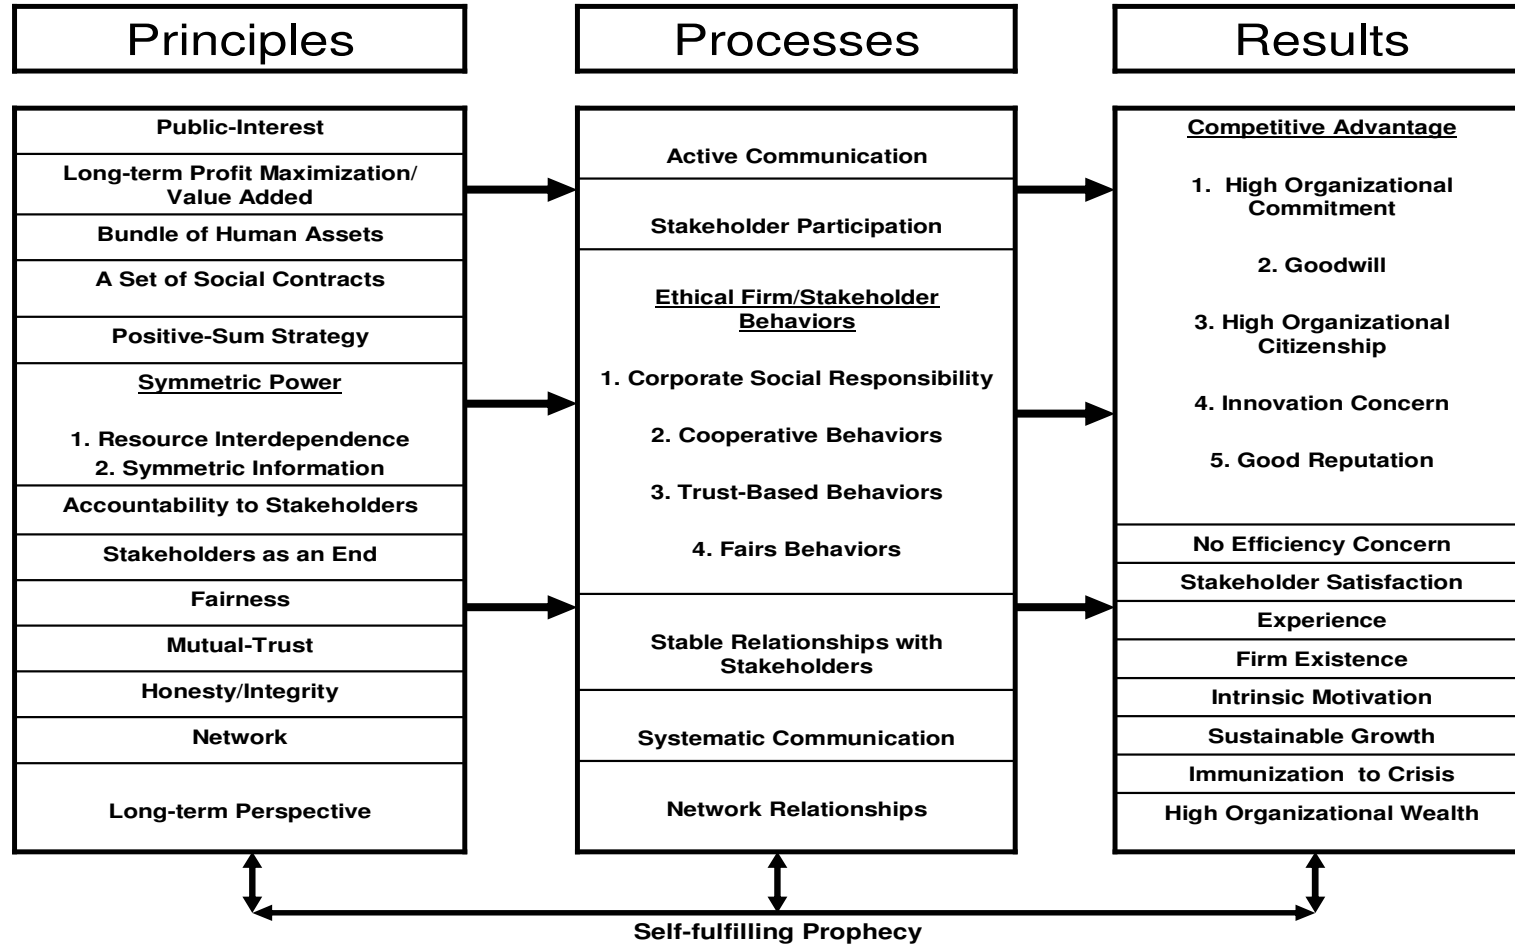 Principles
Processes
Results
Public-Interest
Long-term Profit Maximization/
Value Added
Bundle of Human Assets
A Set of Social Contracts
Positive-Sum Strategy
Symmetric Power
1. Resource Interdependence
2. Symmetric Information
Accountability to Stakeholders
Stakeholders as an End
Fairness
Mutual-Trust
Honesty/Integrity
Network
Long-term Perspective
Active Communication
Stakeholder Participation
Ethical Firm/Stakeholder
Behaviors
1. Corporate Social Responsibility
2. Cooperative Behaviors
3. Trust-Based Behaviors
4. Fairs Behaviors
Stable Relationships with
Stakeholders
Systematic Communication
Network Relationships
Competitive Advantage
1. High Organizational
Commitment
2. Goodwill
3. High Organizational
Citizenship
4. Innovation Concern
5. Good Reputation
No Efficiency Concern
Stakeholder Satisfaction
Experience
Firm Existence
Intrinsic Motivation
Sustainable Growth
Immunization to Crisis
High Organizational Wealth
Self-fulfilling Prophecy